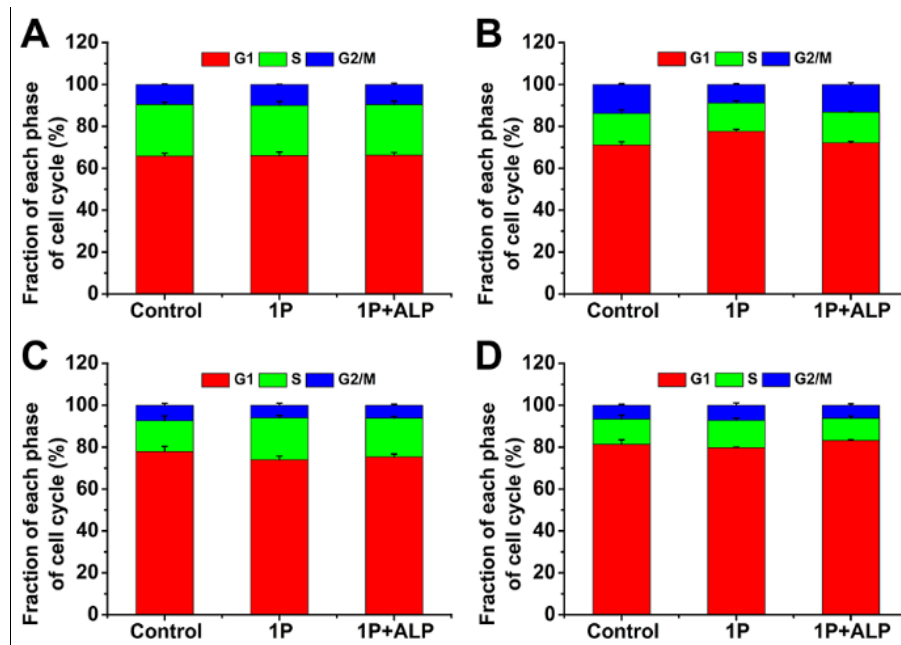 A
Fraction of each phase
of cell cycle (%)
120
100
80
60
40
20
0
G1 S G2/M
Control 1P 1P+ALP
B
Fraction of each phase
of cell cycle (%)
120
100
80
60
40
20
0
G1 S G2/M
Control 1P 1P+ALP
C
Fraction of each phase
of cell cycle (%)
120
100
80
60
40
20
0
G1 S G2/M
Control 1P 1P+ALP
D
Fraction of each phase
of cell cycle (%)
120
100
80
60
40
20
0
G1 S G2/M
Control 1P 1P+ALP